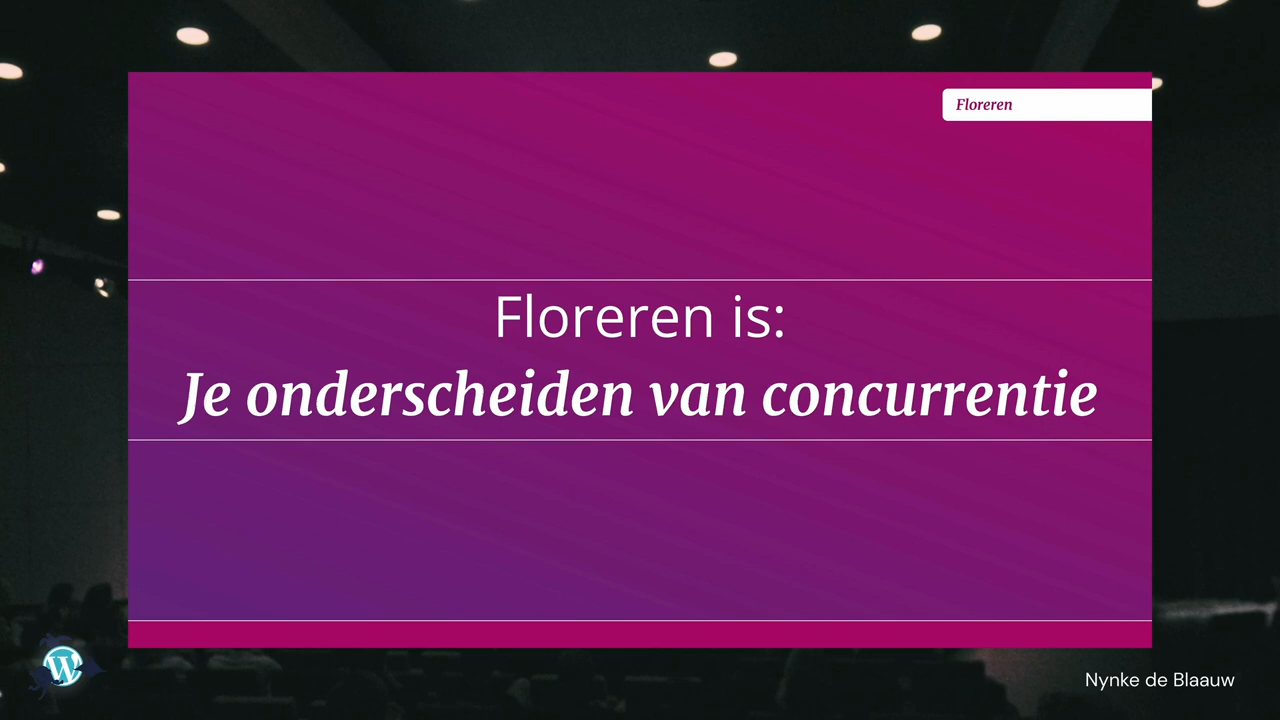 Floreren
Floreren is:
Je onderscheiden van concurrentie
Nynke de Blaauw